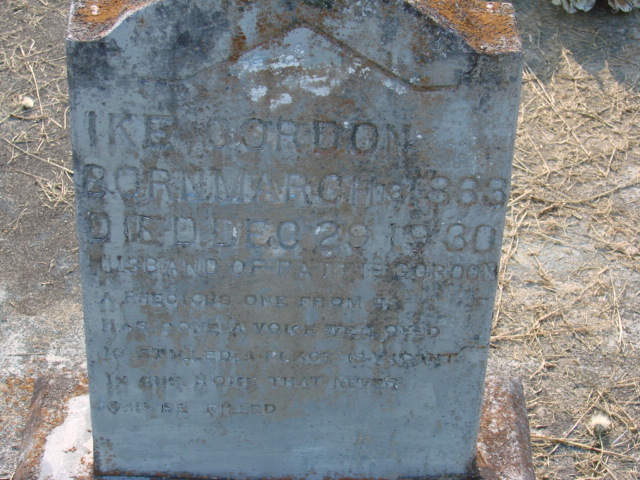 IKE GORDON
BORN MARCH 1863
DIED DEC 29 1930
HUSBAND OF PATTIE GORDON
A PRECIOUS ONE FROM US
HAS GONE A VOICE WE LOVED
IS STILLED A PLACE IS VACANT
IN OUR HOME THAT NEVER
CAN BE FILLED